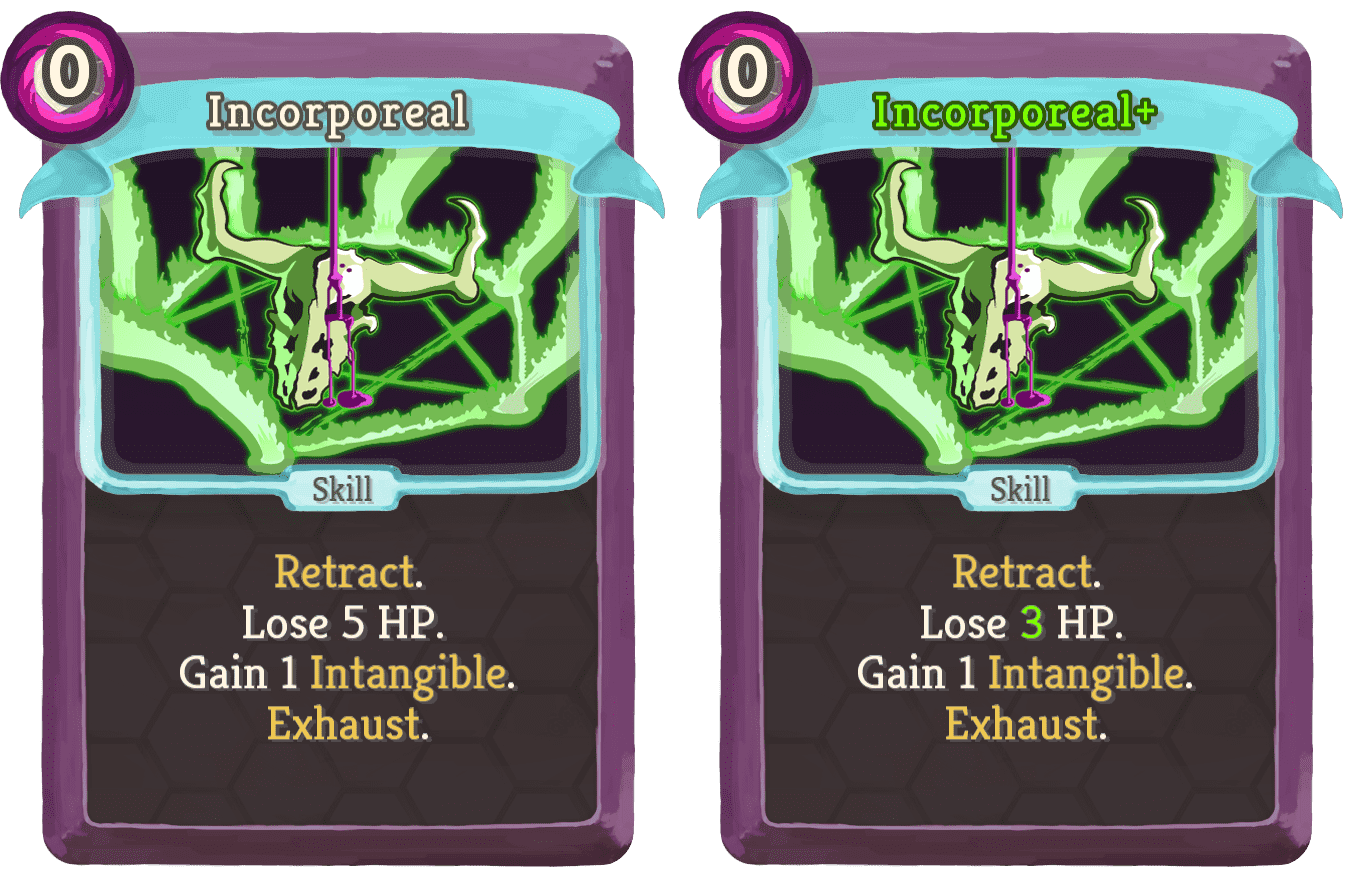 0
Incorporeal
Skill
Retract.
Lose 5 HP.
Gain 1 Intangible.
Exhaust.
0
Incorporeal+
Skill
Retract.
Lose 3 HP.
Gain 1 Intangible.
Exhaust.